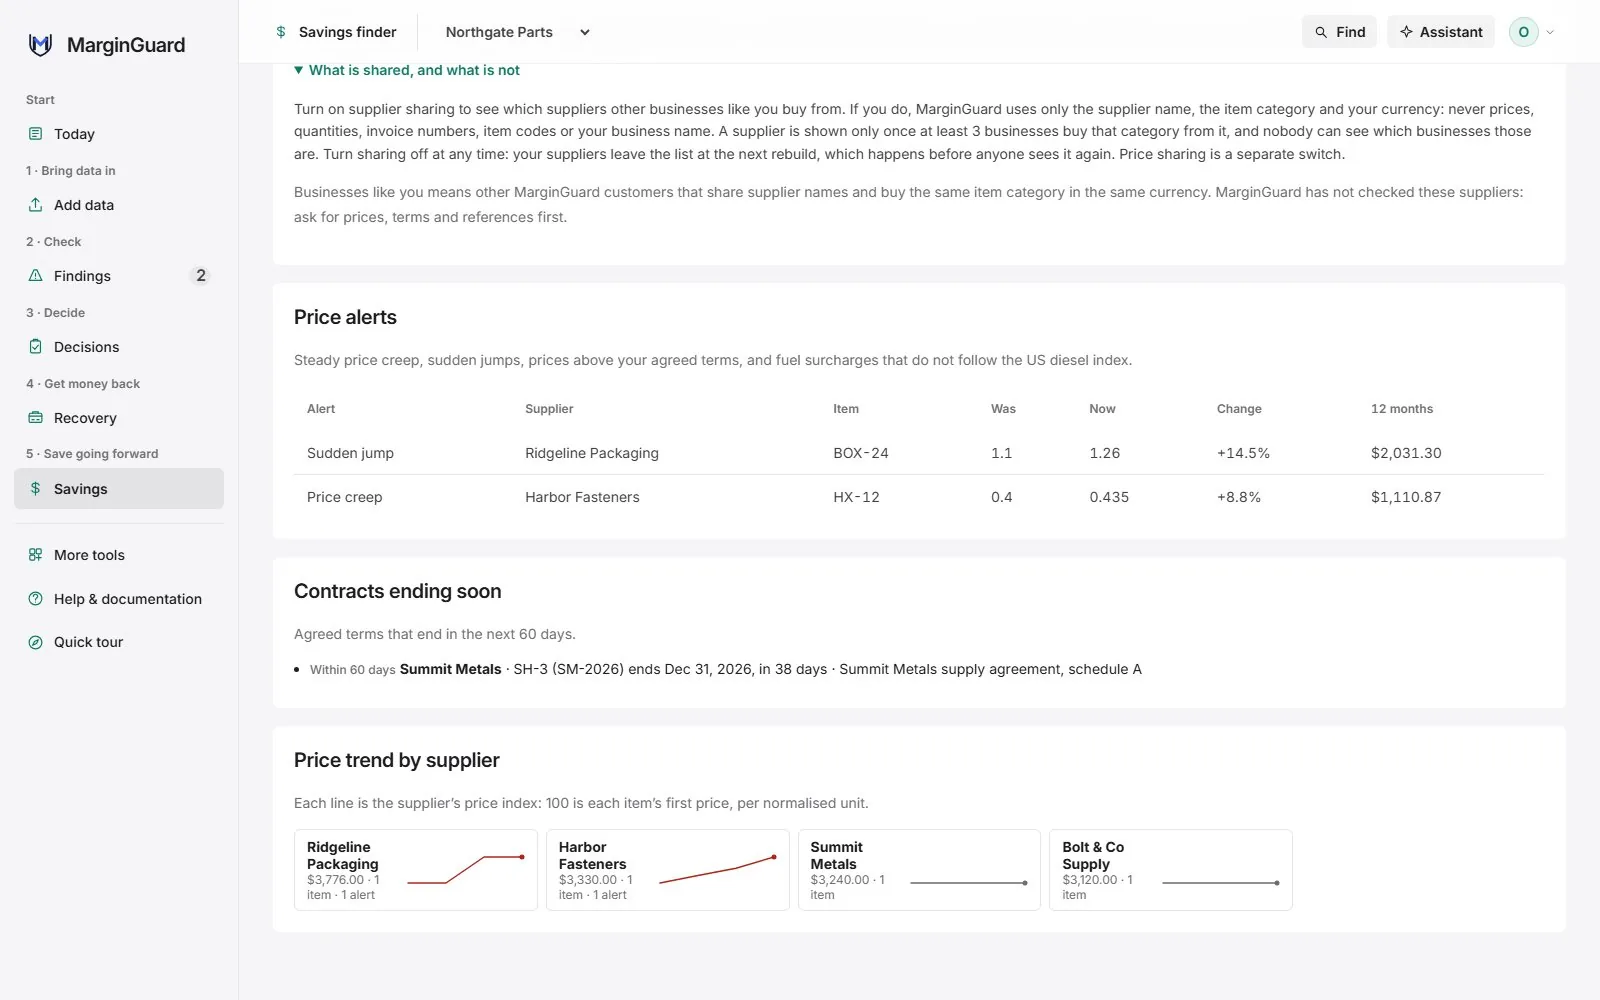 MarginGuard
Start
Today
1 · Bring data in
Add data
2 · Check
Findings 2
3 · Decide
Decisions
4 · Get money back
Recovery
5 · Save going forward
$ Savings
More tools
Help & documentation
Quick tour
$ Savings finder
Northgate Parts
Find
Assistant
O
What is shared, and what is not
Turn on supplier sharing to see which suppliers other businesses like you buy from. If you do, MarginGuard uses only the supplier name, the item category and your currency: never prices,
quantities, invoice numbers, item codes or your business name. A supplier is shown only once at least 3 businesses buy that category from it, and nobody can see which businesses those
are. Turn sharing off at any time: your suppliers leave the list at the next rebuild, which happens before anyone sees it again. Price sharing is a separate switch.
Businesses like you means other MarginGuard customers that share supplier names and buy the same item category in the same currency. MarginGuard has not checked these suppliers:
ask for prices, terms and references first.
Price alerts
Steady price creep, sudden jumps, prices above your agreed terms, and fuel surcharges that do not follow the US diesel index.
Alert Supplier Item Was Now Change 12 months
Sudden jump Ridgeline Packaging BOX-24 1.1 1.26 +14.5% $2,031.30
Price creep Harbor Fasteners HX-12 0.4 0.435 +8.8% $1,110.87
Contracts ending soon
Agreed terms that end in the next 60 days.
• Within 60 days Summit Metals · SH-3 (SM-2026) ends Dec 31, 2026, in 38 days · Summit Metals supply agreement, schedule A
Price trend by supplier
Each line is the supplier’s price index: 100 is each item’s first price, per normalised unit.
Ridgeline
Packaging
$3,776.00 · 1
item · 1 alert
Harbor
Fasteners
$3,330.00 · 1
item · 1 alert
Summit
Metals
$3,240.00 · 1
item
Bolt & Co
Supply
$3,120.00 · 1
item